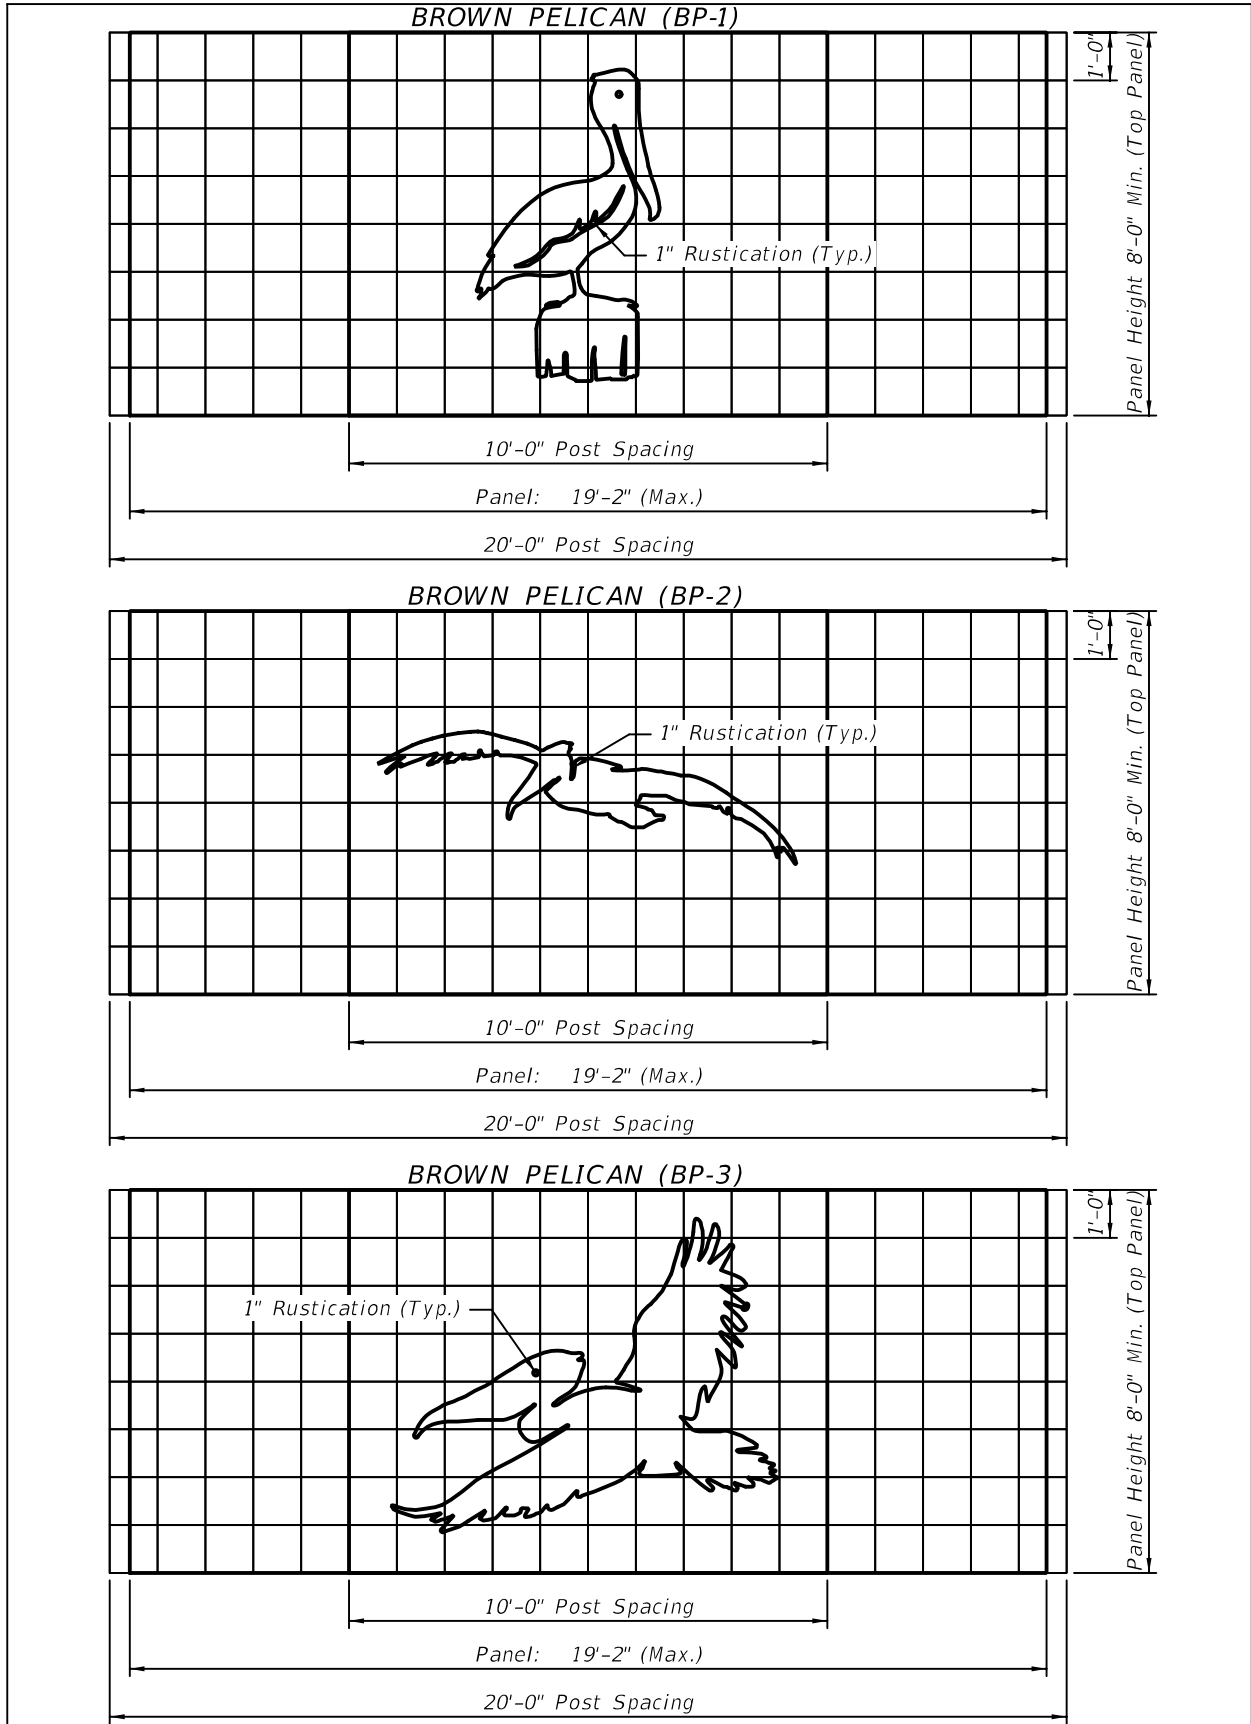 BROWN PELICAN (BP-1)
1'-0"
Panel Height 8'-0" Min. (Top Panel)
1" Rustication (Typ.)
10'-0" Post Spacing
Panel: 19'-2" (Max.)
20'-0" Post Spacing
BROWN PELICAN (BP-2)
1'-0"
Panel Height 8'-0" Min. (Top Panel)
1" Rustication (Typ.)
10'-0" Post Spacing
Panel: 19'-2" (Max.)
20'-0" Post Spacing
BROWN PELICAN (BP-3)
1'-0"
Panel Height 8'-0" Min. (Top Panel)
1" Rustication (Typ.)
10'-0" Post Spacing
Panel: 19'-2" (Max.)
20'-0" Post Spacing